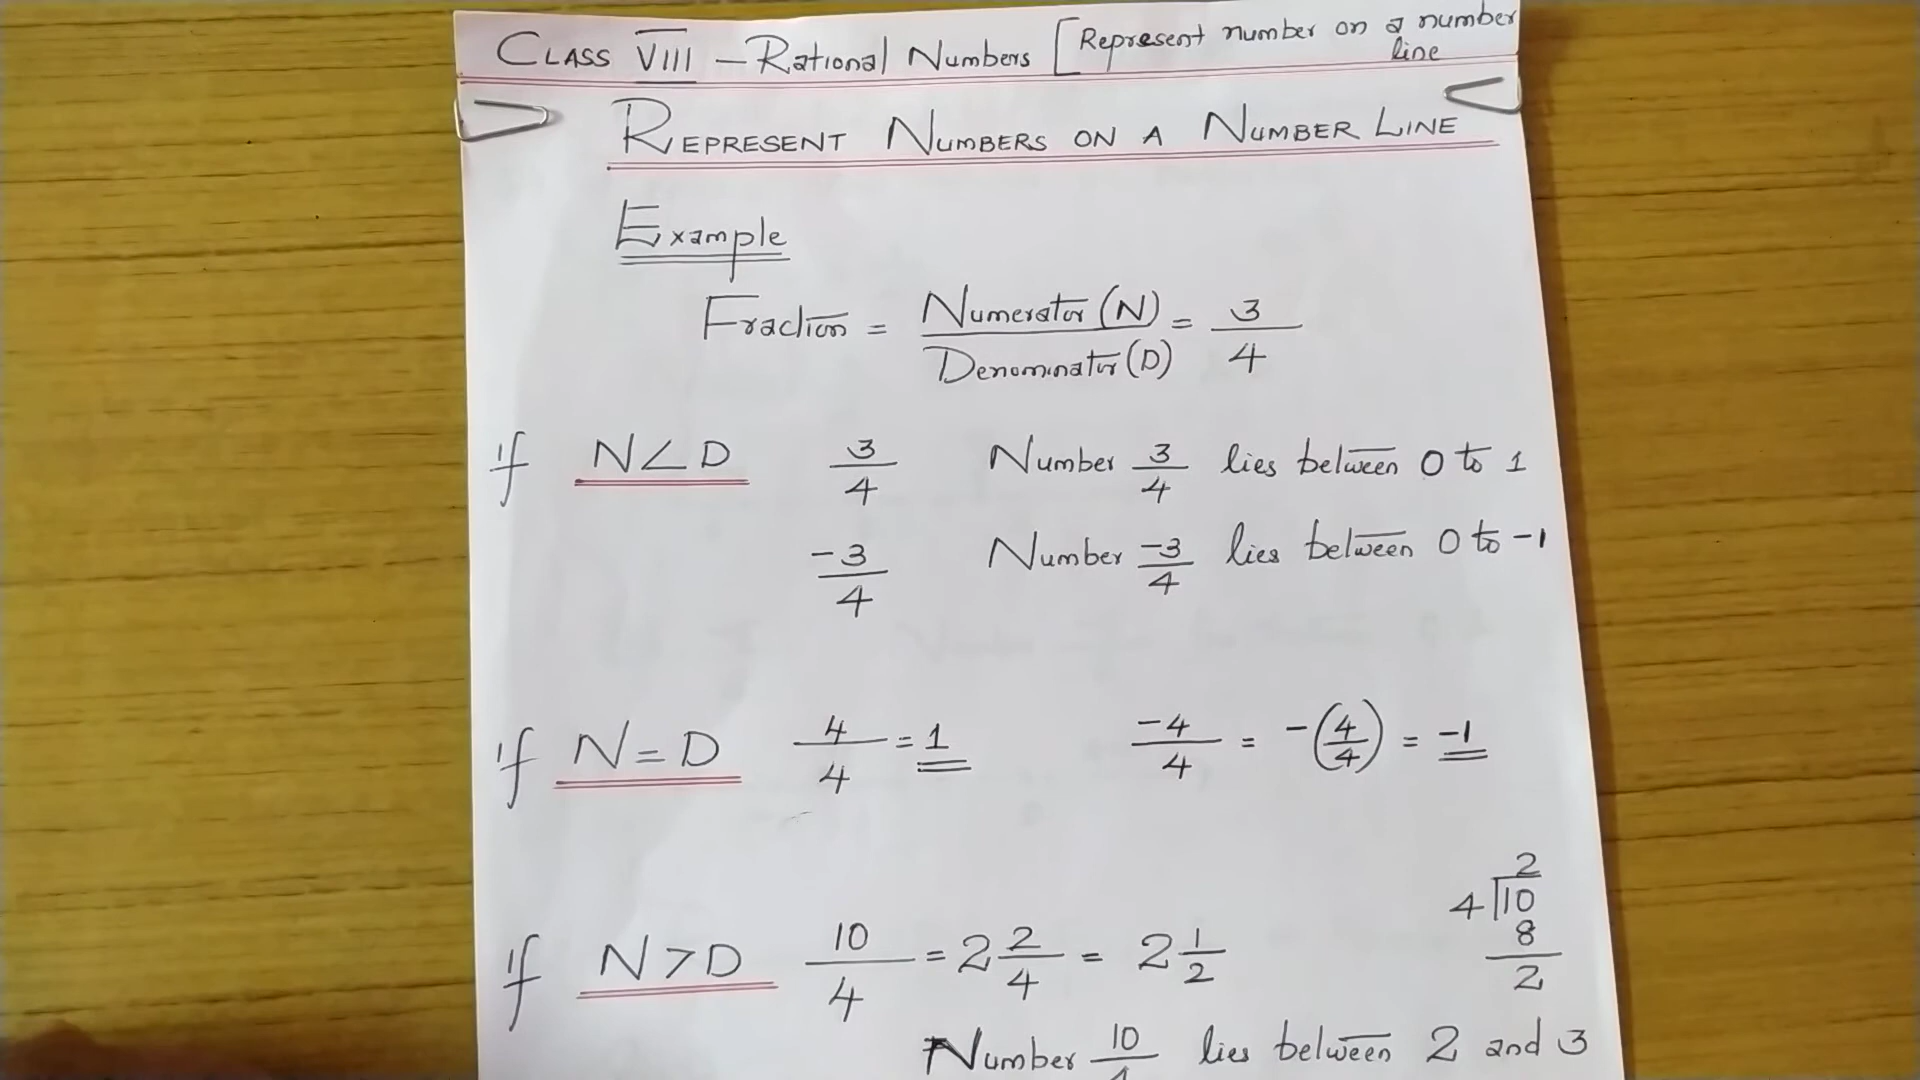 CLASS VIII – Rational Numbers [Represent number on a number line
REPRESENT NUMBERS ON A NUMBER LINE
Example
Fraction = Numerator (N) / Denominator (D) = 3/4
if N<D 3/4 Number 3/4 lies between 0 to 1
-3/4 Number -3/4 lies between 0 to -1
if N=D 4/4 = 1 -4/4 = -(4/4) = -1
if N>D 10/4 = 2 2/4 = 2 1/2
2
4 10
8
2
Number 10/4 lies between 2 and 3